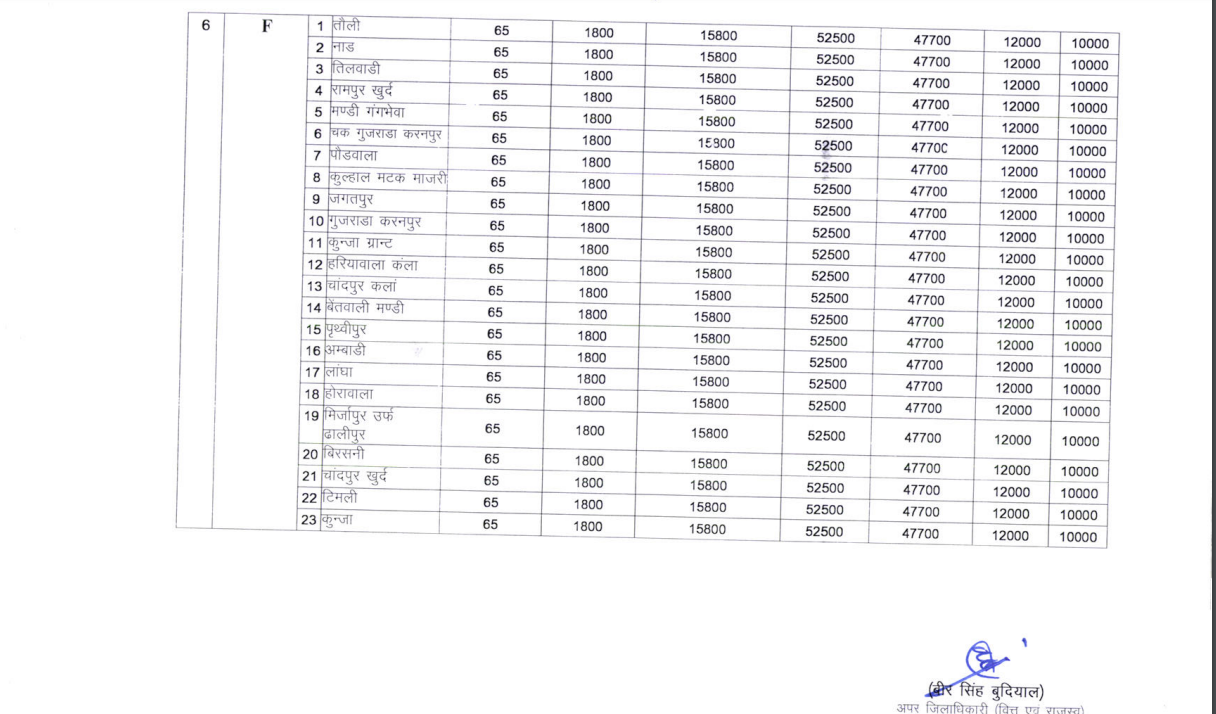 6 F 1 तौली 65 1800 15800 52500 47700 12000 10000
2 नाड 65 1800 15800 52500 47700 12000 10000
3 तिलवाडी 65 1800 15800 52500 47700 12000 10000
4 रामपुर खुर्द 65 1800 15800 52500 47700 12000 10000
5 मण्डी गंगभेवा 65 1800 15800 52500 47700 12000 10000
6 चक गुजराडा करनपुर 65 1800 15800 52500 47700 12000 10000
7 पौडवाला 65 1800 15800 52500 47700 12000 10000
8 कुल्हाल मटक माजरी 65 1800 15800 52500 47700 12000 10000
9 जगतपुर 65 1800 15800 52500 47700 12000 10000
10 गुजराडा करनपुर 65 1800 15800 52500 47700 12000 10000
11 कुन्जा ग्रान्ट 65 1800 15800 52500 47700 12000 10000
12 हरियावाला कला 65 1800 15800 52500 47700 12000 10000
13 चांदपुर कलां 65 1800 15800 52500 47700 12000 10000
14 बेंतवाली मण्डी 65 1800 15800 52500 47700 12000 10000
15 पृथ्वीपुर 65 1800 15800 52500 47700 12000 10000
16 अम्बाडी 65 1800 15800 52500 47700 12000 10000
17 लांघा 65 1800 15800 52500 47700 12000 10000
18 होरावाला 65 1800 15800 52500 47700 12000 10000
19 मिर्जापुर उर्फ 65 1800 15800 52500 47700 12000 10000
ढालीपुर
20 बिरसनी 65 1800 15800 52500 47700 12000 10000
21 चांदपुर खुर्द 65 1800 15800 52500 47700 12000 10000
22 टिमली 65 1800 15800 52500 47700 12000 10000
23 कुन्जा 65 1800 15800 52500 47700 12000 10000
(बीर सिंह बुदियाल)
अपर जिलाधिकारी (वित्त एवं राजस्व)